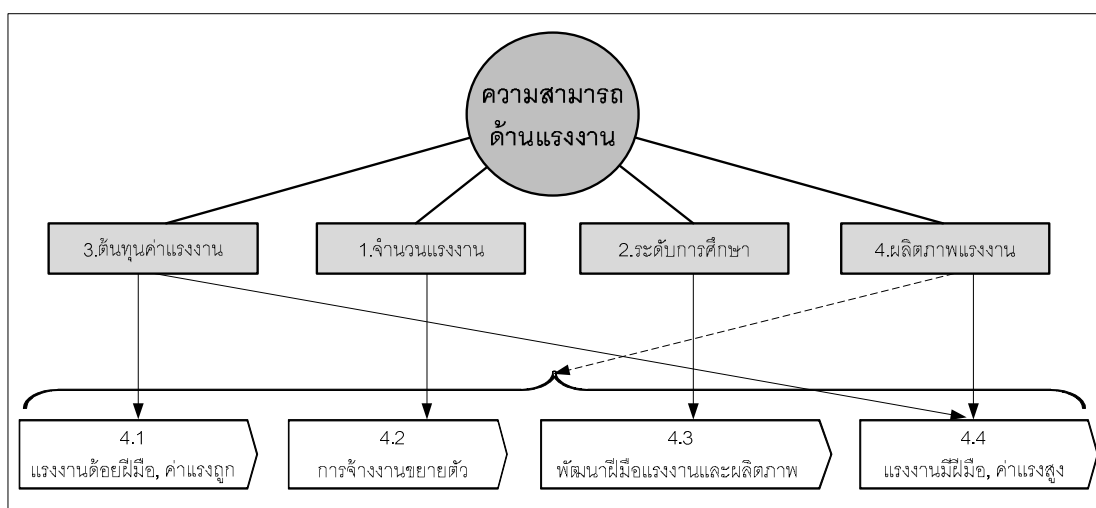 ความสามารถ
ด้านแรงงาน
3.ต้นทุนค่าแรงงาน
1.จำนวนแรงงาน
2.ระดับการศึกษา
4.ผลิตภาพแรงงาน
4.1
แรงงานด้อยฝีมือ, ค่าแรงถูก
4.2
การจ้างงานขยายตัว
4.3
พัฒนาฝีมือแรงงานและผลิตภาพ
4.4
แรงงานมีฝีมือ, ค่าแรงสูง